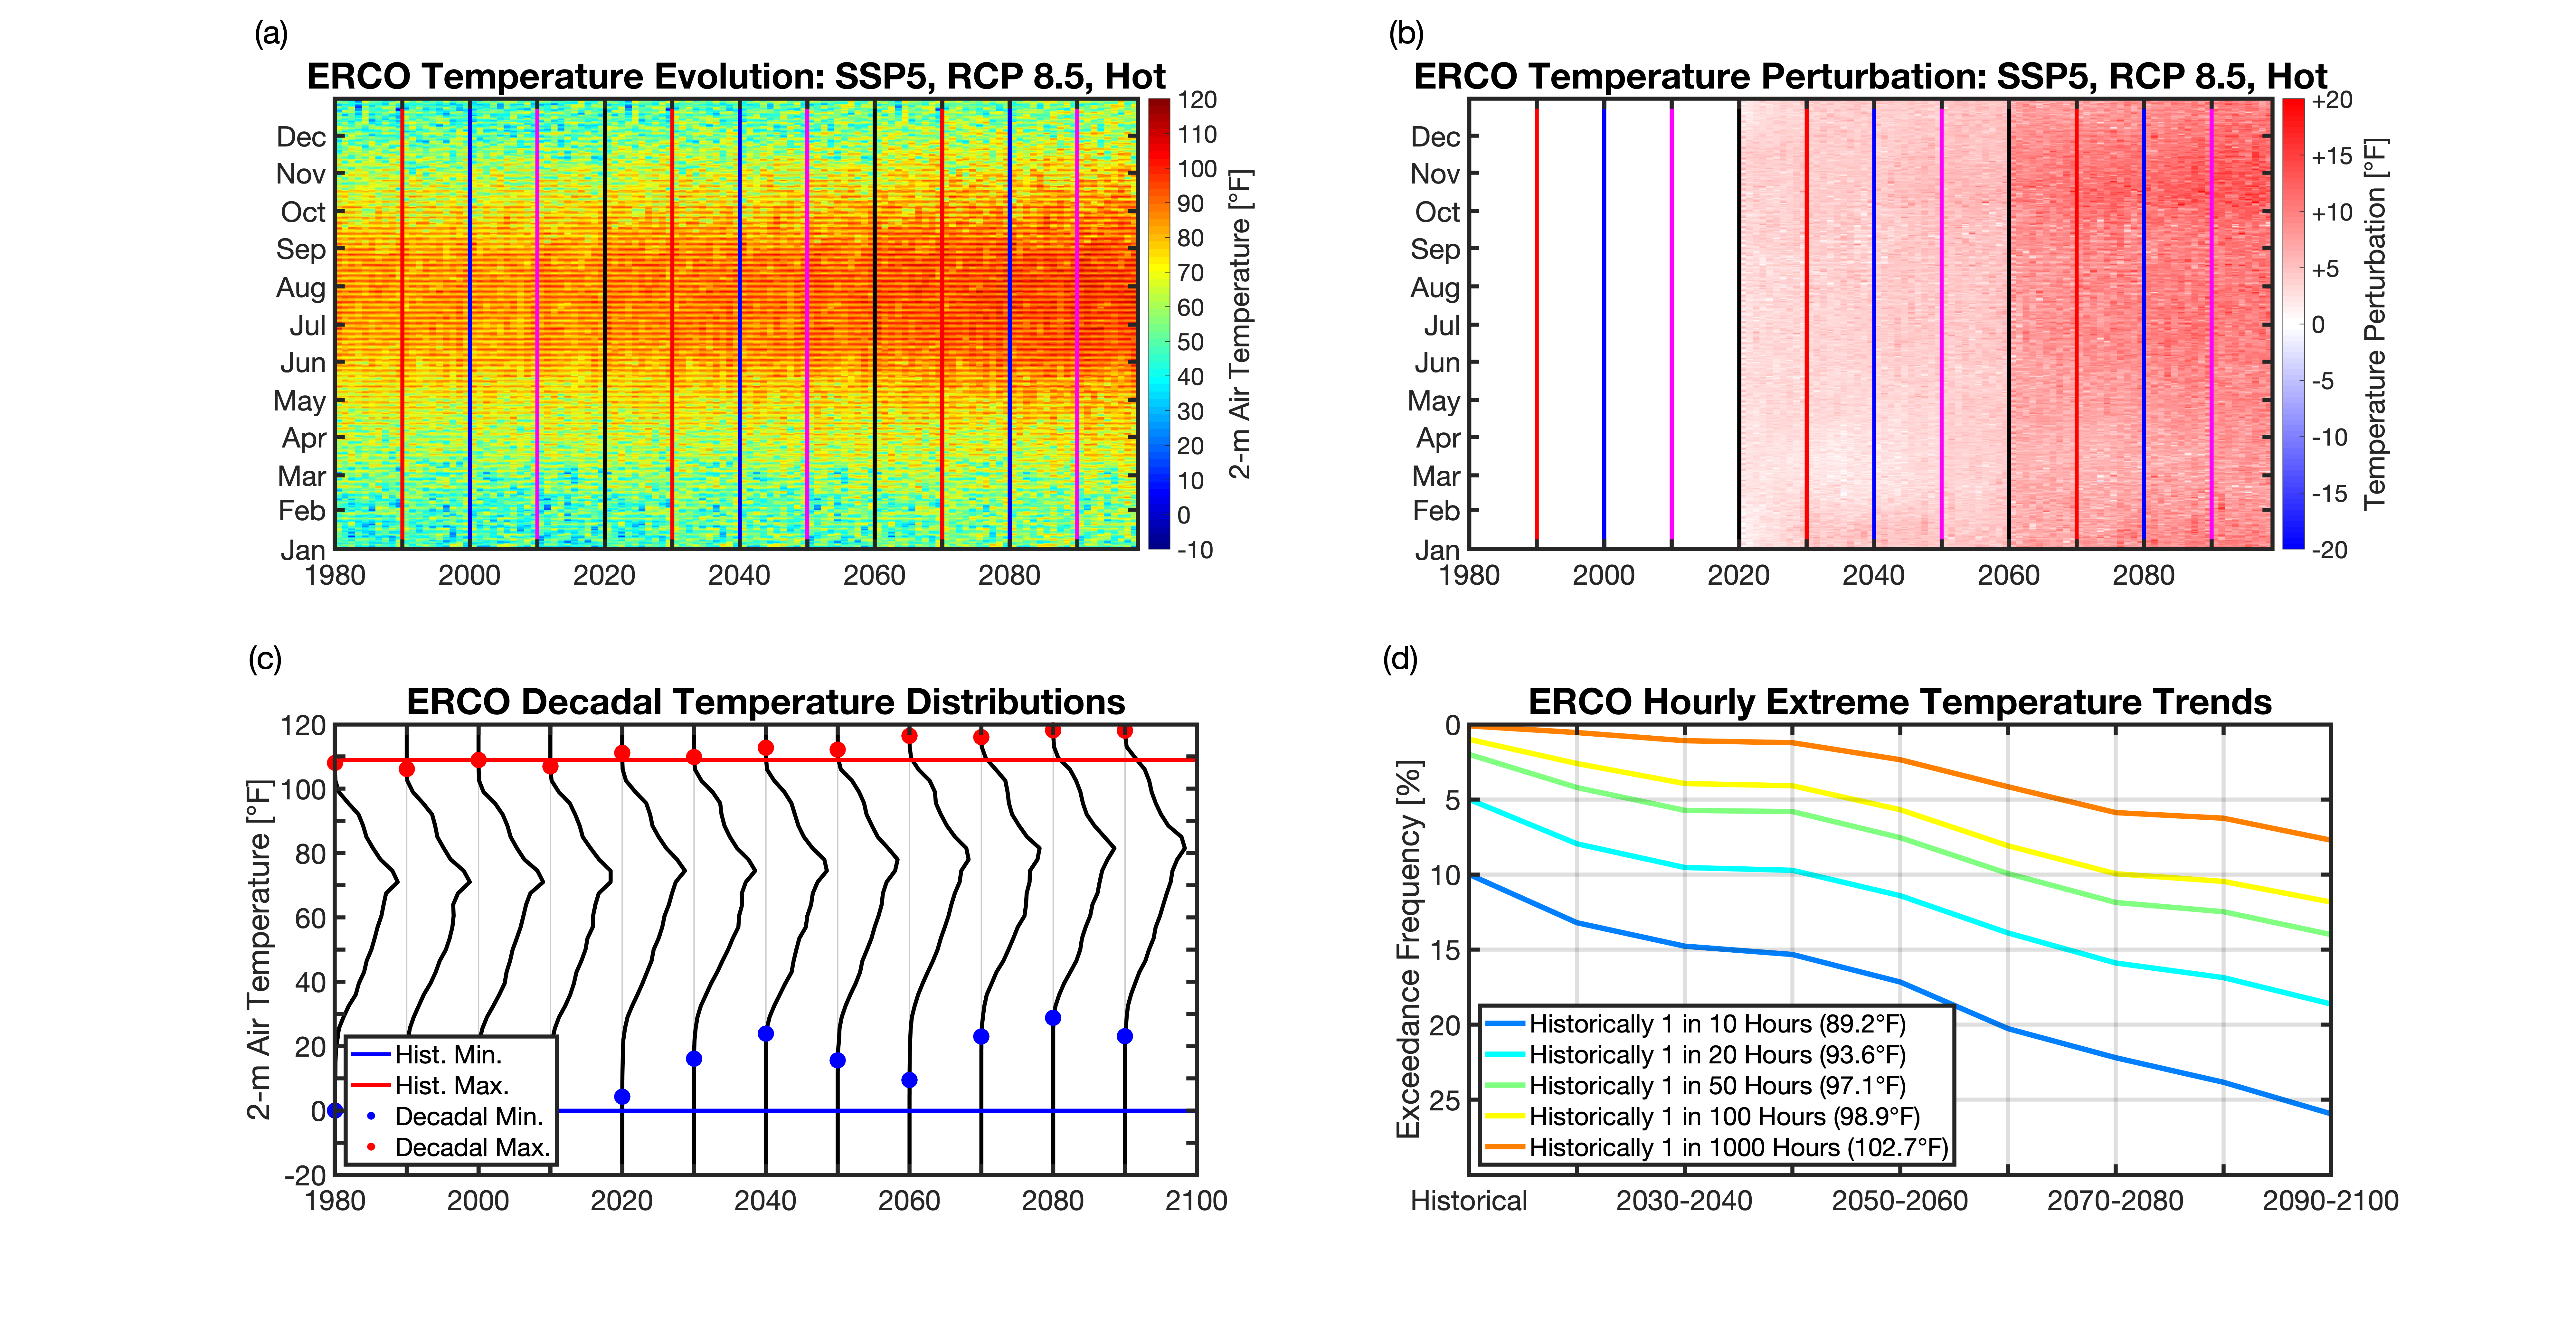 (a)
ERCO Temperature Evolution: SSP5, RCP 8.5, Hot
Dec
Nov
Oct
Sep
Aug
Jul
Jun
May
Apr
Mar
Feb
Jan
1980 2000 2020 2040 2060 2080
120
110
100
90
80
70
60
50
40
30
20
10
0
-10
2-m Air Temperature [°F]
(b)
ERCO Temperature Perturbation: SSP5, RCP 8.5, Hot
Dec
Nov
Oct
Sep
Aug
Jul
Jun
May
Apr
Mar
Feb
Jan
1980 2000 2020 2040 2060 2080
+20
+15
+10
+5
0
-5
-10
-15
-20
Temperature Perturbation [°F]
(c)
ERCO Decadal Temperature Distributions
2-m Air Temperature [°F]
120
100
80
60
40
20
0
-20
Hist. Min.
Hist. Max.
Decadal Min.
Decadal Max.
1980 2000 2020 2040 2060 2080 2100
(d)
ERCO Hourly Extreme Temperature Trends
Exceedance Frequency [%]
0
5
10
15
20
25
Historically 1 in 10 Hours (89.2°F)
Historically 1 in 20 Hours (93.6°F)
Historically 1 in 50 Hours (97.1°F)
Historically 1 in 100 Hours (98.9°F)
Historically 1 in 1000 Hours (102.7°F)
Historical 2030-2040 2050-2060 2070-2080 2090-2100